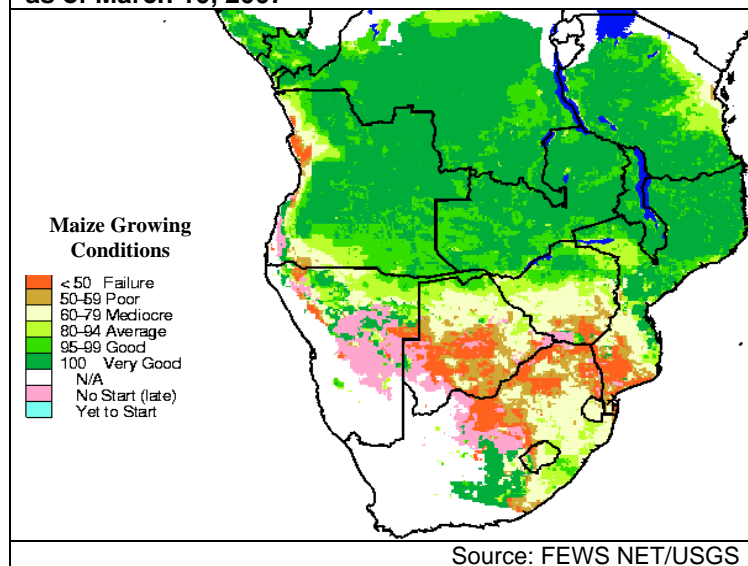 Maize Growing
Conditions
< 50 Failure
50-59 Poor
60-79 Mediocre
80-94 Average
95-99 Good
100 Very Good
N/A
No Start (late)
Yet to Start
Source: FEWS NET/USGS